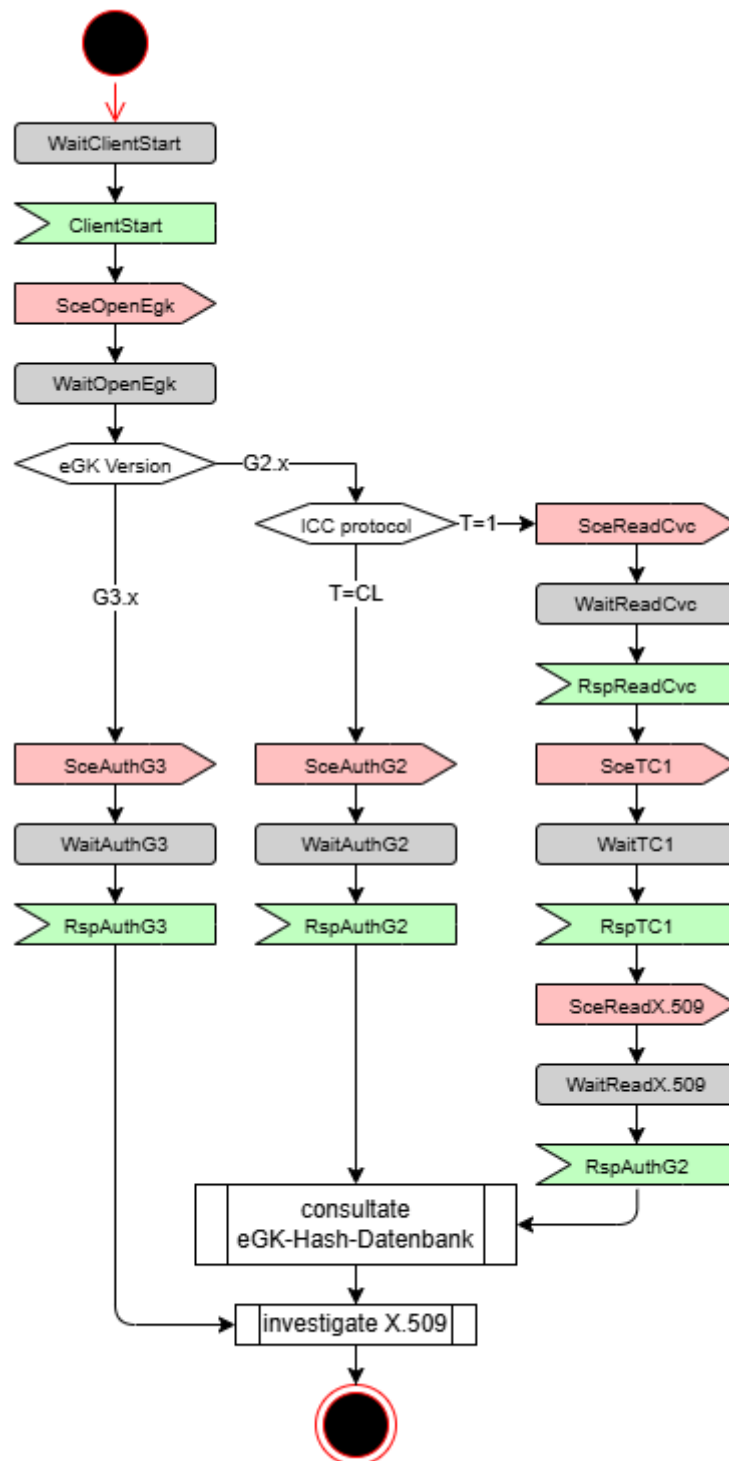 WaitClientStart
ClientStart
SceOpenEgk
WaitOpenEgk
eGK Version
G2.x
ICC protocol
T=1
SceReadCvc
WaitReadCvc
G3.x
T=CL
RspReadCvc
SceAuthG3
SceAuthG2
SceTC1
WaitAuthG3
WaitAuthG2
WaitTC1
RspAuthG3
RspAuthG2
RspTC1
SceReadX.509
WaitReadX.509
RspAuthG2
consultate
eGK-Hash-Datenbank
investigate X.509